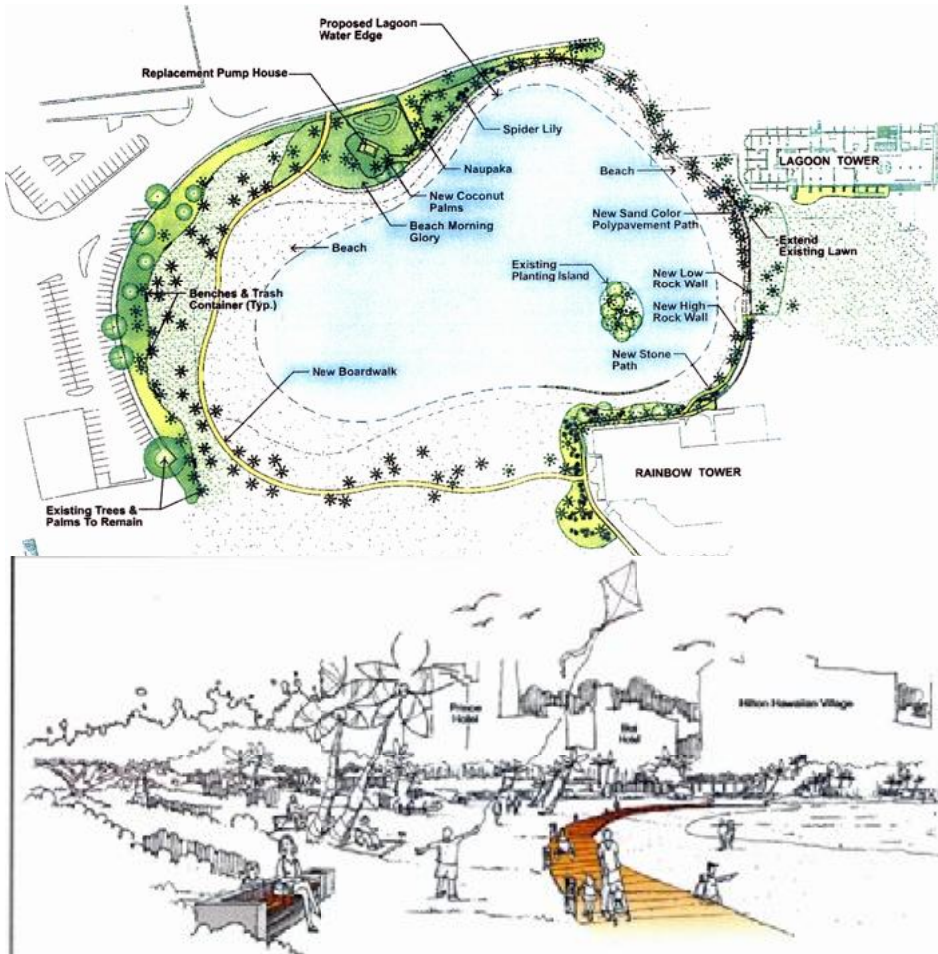 Proposed Lagoon
Water Edge
Replacement Pump House
Spider Lily
Naupaka
Beach
LAGOON TOWER
New Coconut
Palms
Beach Morning
Glory
New Sand Color
Polypavement Path
Extend
Existing Lawn
Beach
Existing
Planting Island
New Low
Rock Wall
Benches & Trash
Container (Typ.)
New High
Rock Wall
New Stone
Path
New Boardwalk
RAINBOW TOWER
Existing Trees &
Palms To Remain
Prince
Hotel
Hilton Hawaiian Village
Hotel